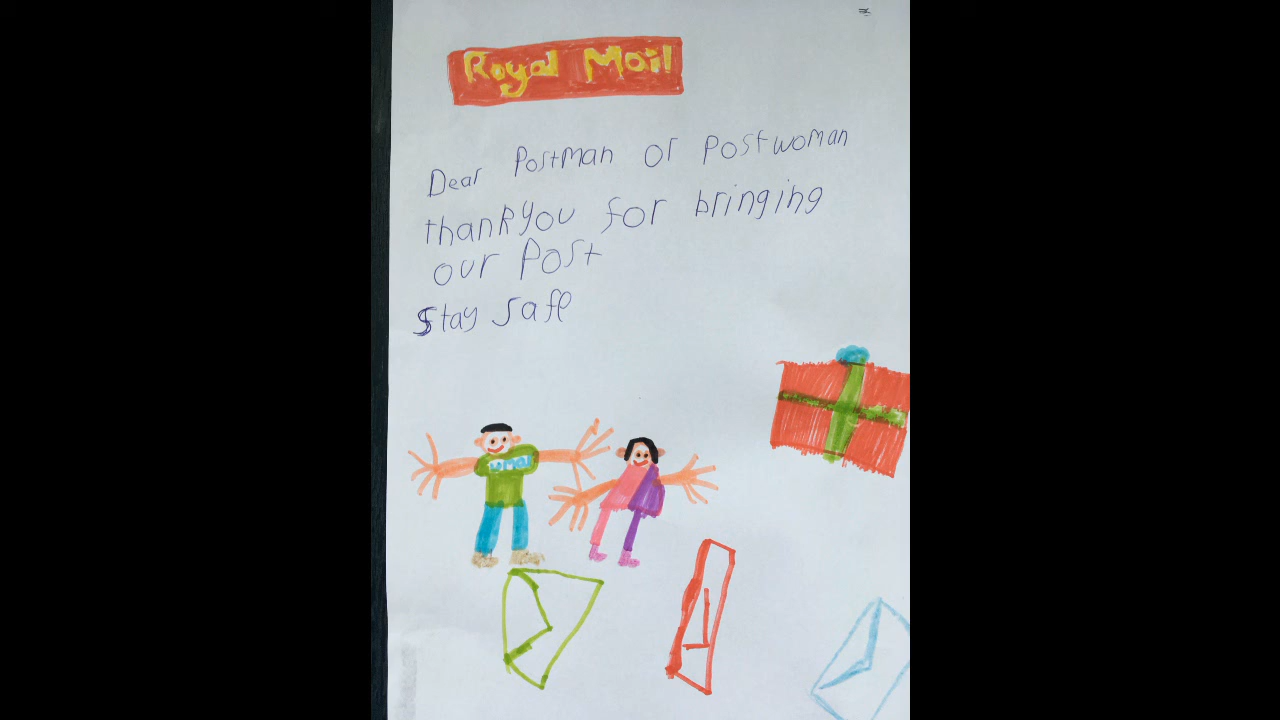 Royal Mail
Dear Postman or Postwoman
thankyou for bringing
our Post
Stay safe